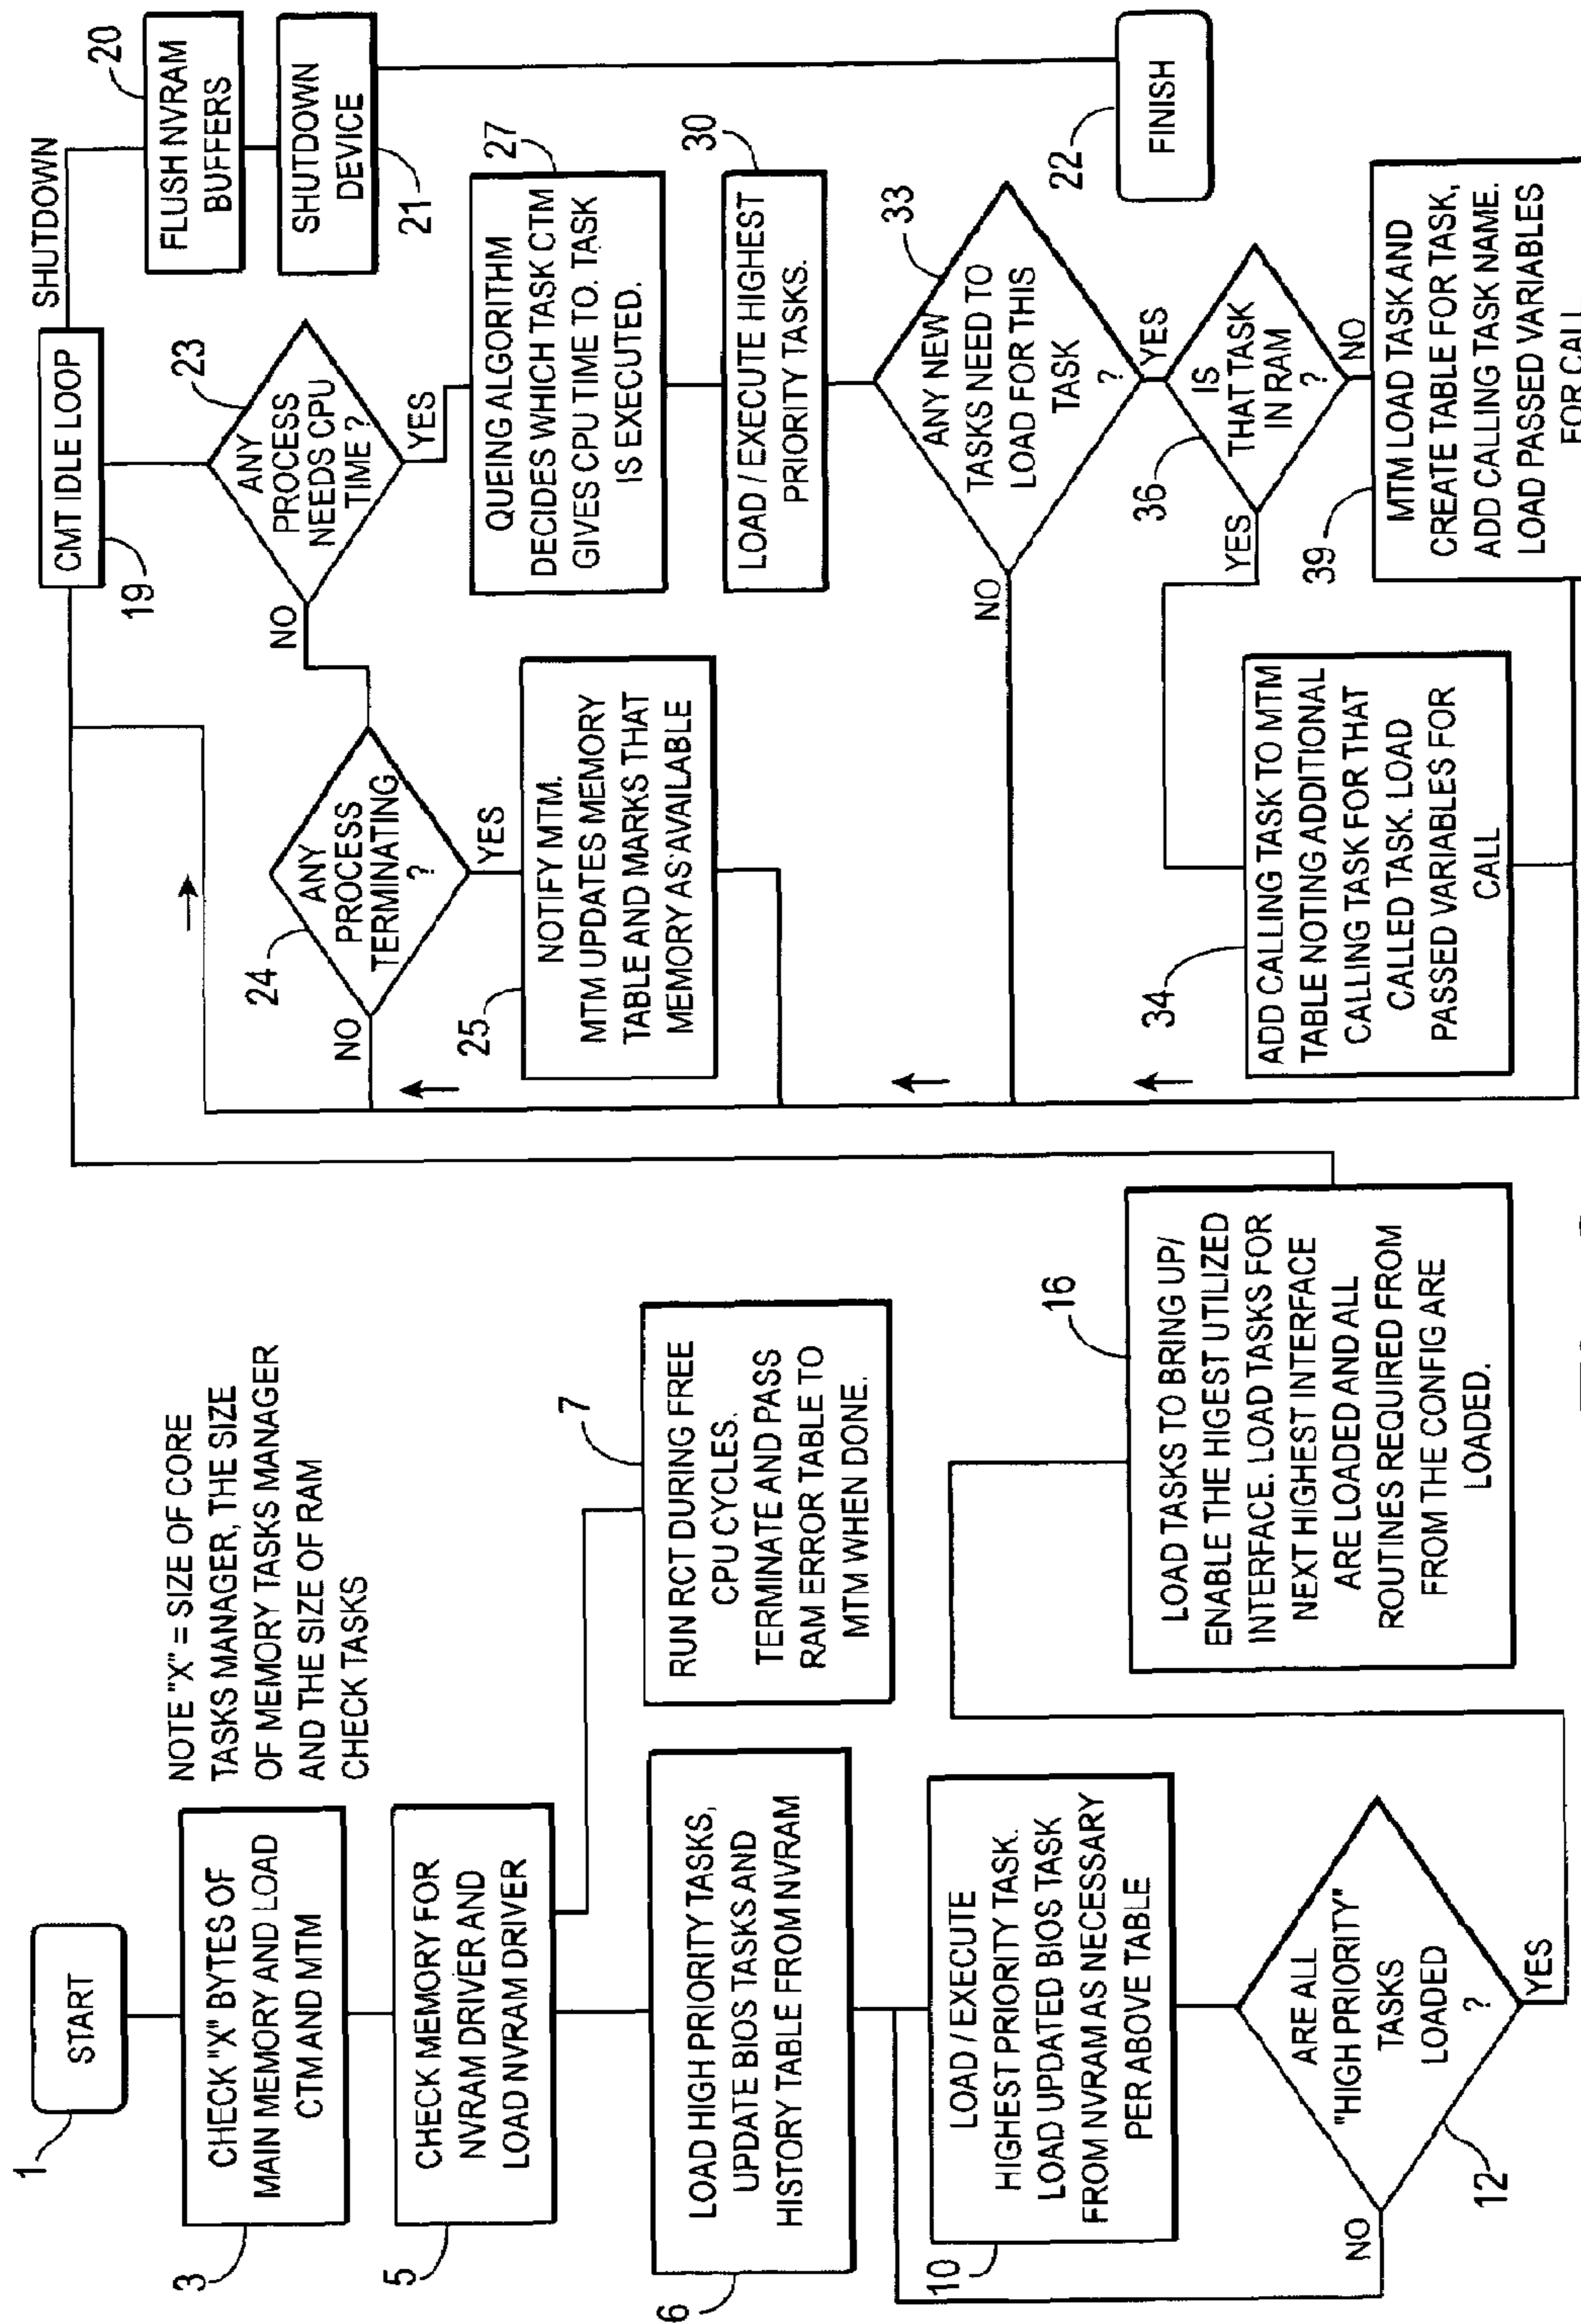 1
START
NOTE "X" = SIZE OF CORE
TASKS MANAGER, THE SIZE
OF MEMORY TASKS MANAGER
AND THE SIZE OF RAM
CHECK TASKS
3
CHECK "X" BYTES OF
MAIN MEMORY AND LOAD
CTM AND MTM
5
CHECK MEMORY FOR
NVRAM DRIVER AND
LOAD NVRAM DRIVER
7
RUN RCT DURING FREE
CPU CYCLES.
TERMINATE AND PASS
RAM ERROR TABLE TO
MTM WHEN DONE.
6
LOAD HIGH PRIORITY TASKS,
UPDATE BIOS TASKS AND
HISTORY TABLE FROM NVRAM
10
LOAD / EXECUTE
HIGHEST PRIORITY TASK.
LOAD UPDATED BIOS TASK
FROM NVRAM AS NECESSARY
PER ABOVE TABLE
ARE ALL
"HIGH PRIORITY"
TASKS
LOADED
?
12
NO
YES
16
LOAD TASKS TO BRING UP/
ENABLE THE HIGEST UTILIZED
INTERFACE. LOAD TASKS FOR
NEXT HIGHEST INTERFACE
ARE LOADED AND ALL
ROUTINES REQUIRED FROM
FROM THE CONFIG ARE
LOADED.
CMT IDLE LOOP
19
SHUTDOWN
20
FLUSH NVRAM
BUFFERS
SHUTDOWN
DEVICE
21
22
FINISH
23
ANY
PROCESS
NEEDS CPU
TIME ?
NO
YES
24
ANY
PROCESS
TERMINATING
?
NO
YES
25
NOTIFY MTM.
MTM UPDATES MEMORY
TABLE AND MARKS THAT
MEMORY AS AVAILABLE
27
QUEING ALGORITHM
DECIDES WHICH TASK CTM
GIVES CPU TIME TO. TASK
IS EXECUTED.
30
LOAD / EXECUTE HIGHEST
PRIORITY TASKS.
33
ANY NEW
TASKS NEED TO
LOAD FOR THIS
TASK
?
NO
YES
36
IS
THAT TASK
IN RAM
?
YES
NO
34
ADD CALLING TASK TO MTM
TABLE NOTING ADDITIONAL
CALLING TASK FOR THAT
CALLED TASK. LOAD
PASSED VARIABLES FOR
CALL
39
MTM LOAD TASK AND
CREATE TABLE FOR TASK,
ADD CALLING TASK NAME.
LOAD PASSED VARIABLES
FOR CALL